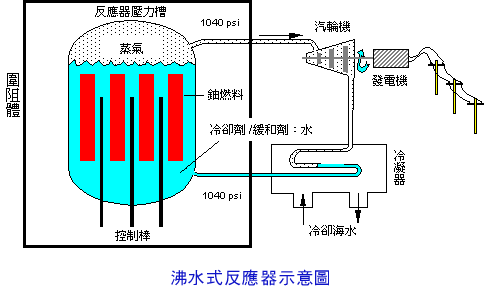 反應器壓力槽
1040 psi
蒸氣
汽輪機
圍阻體
鈾燃料
發電機
冷卻劑/緩和劑：水
冷凝器
1040 psi
控制棒
冷卻海水
沸水式反應器示意圖